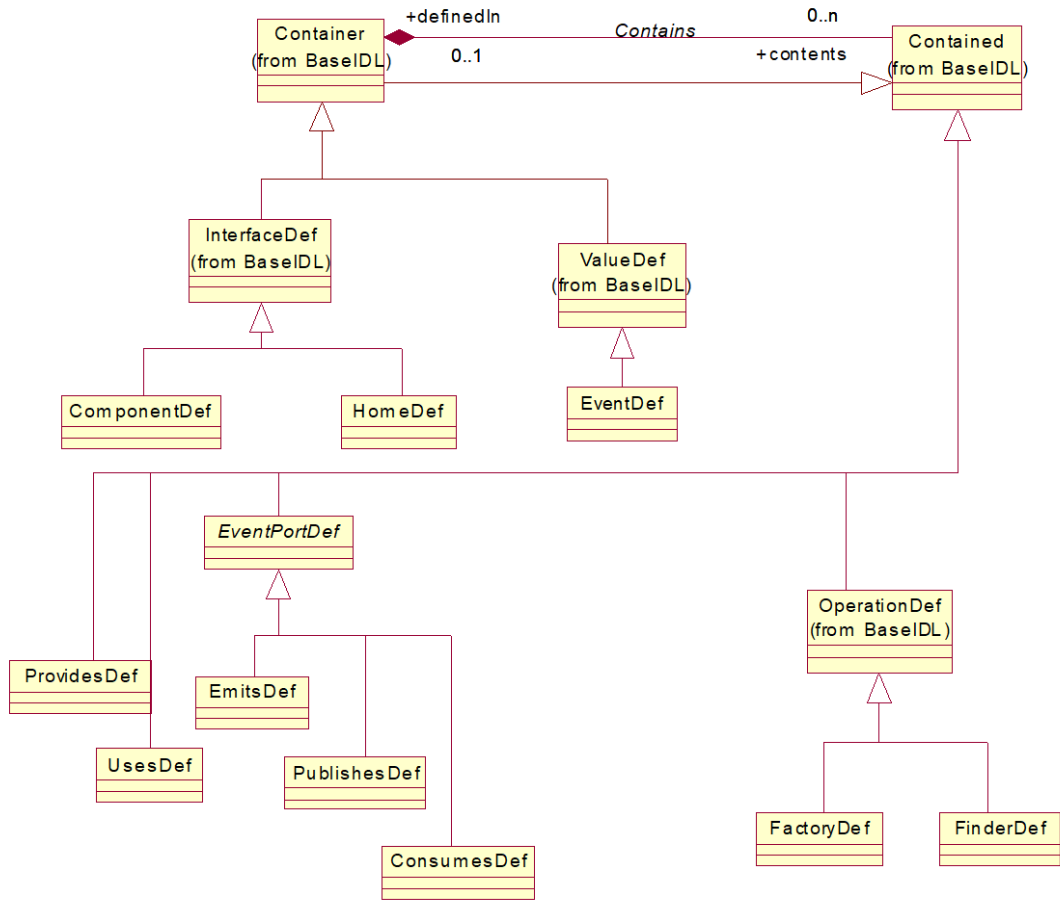 Container
(from BaseIDL)
+definedIn
Contains
0..n
0..1
+contents
Contained
(from BaseIDL)
InterfaceDef
(from BaseIDL)
ValueDef
(from BaseIDL)
ComponentDef
HomeDef
EventDef
EventPortDef
OperationDef
(from BaseIDL)
ProvidesDef
EmitsDef
UsesDef
PublishesDef
ConsumesDef
FactoryDef
FinderDef